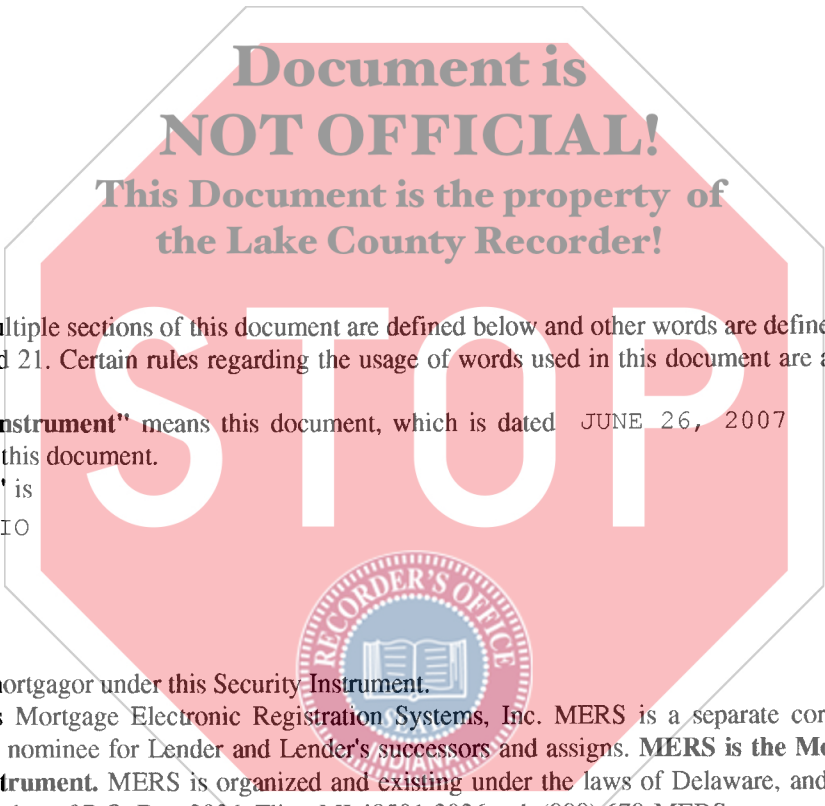 Document is
NOT OFFICIAL!
This Document is the property of
the Lake County Recorder!
STOP
ultiple sections of this document are defined below and other words are define
d 21. Certain rules regarding the usage of words used in this document are a
nstrument" means this document, which is dated JUNE 26, 2007
this document.
" is
IO
RECORDER'S OFFICE
SEAL
INDIANA
nortgagor under this Security Instrument.
s Mortgage Electronic Registration Systems, Inc. MERS is a separate cor
nominee for Lender and Lender's successors and assigns. MERS is the Mo
trument. MERS is organized and existing under the laws of Delaware, and